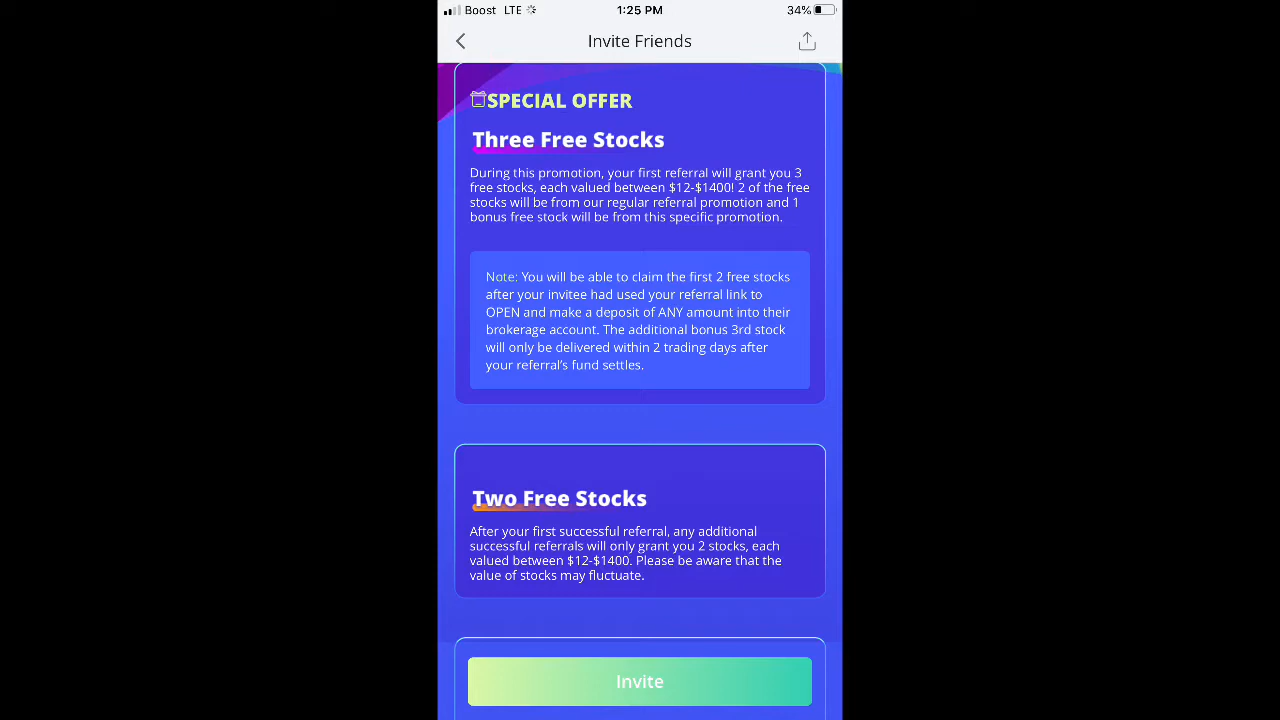 Boost LTE 1:25 PM 34%
Invite Friends
SPECIAL OFFER
Three Free Stocks
During this promotion, your first referral will grant you 3
free stocks, each valued between $12-$1400! 2 of the free
stocks will be from our regular referral promotion and 1
bonus free stock will be from this specific promotion.
Note: You will be able to claim the first 2 free stocks
after your invitee had used your referral link to
OPEN and make a deposit of ANY amount into their
brokerage account. The additional bonus 3rd stock
will only be delivered within 2 trading days after
your referral's fund settles.
Two Free Stocks
After your first successful referral, any additional
successful referrals will only grant you 2 stocks, each
valued between $12-$1400. Please be aware that the
value of stocks may fluctuate.
Invite